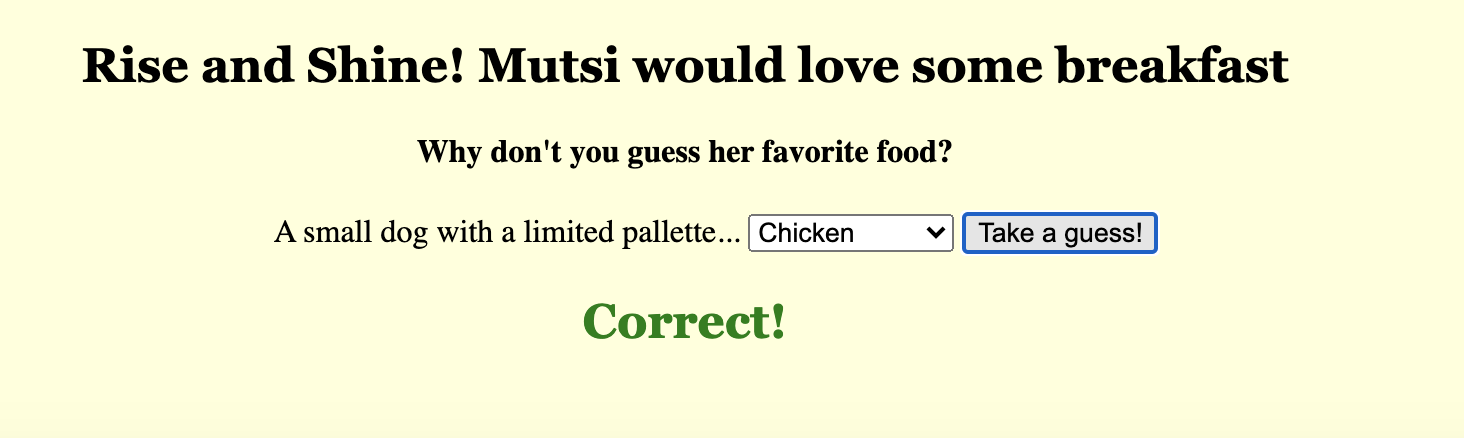 Rise and Shine! Mutsi would love some breakfast
Why don't you guess her favorite food?
A small dog with a limited pallette... Chicken Take a guess!
Correct!